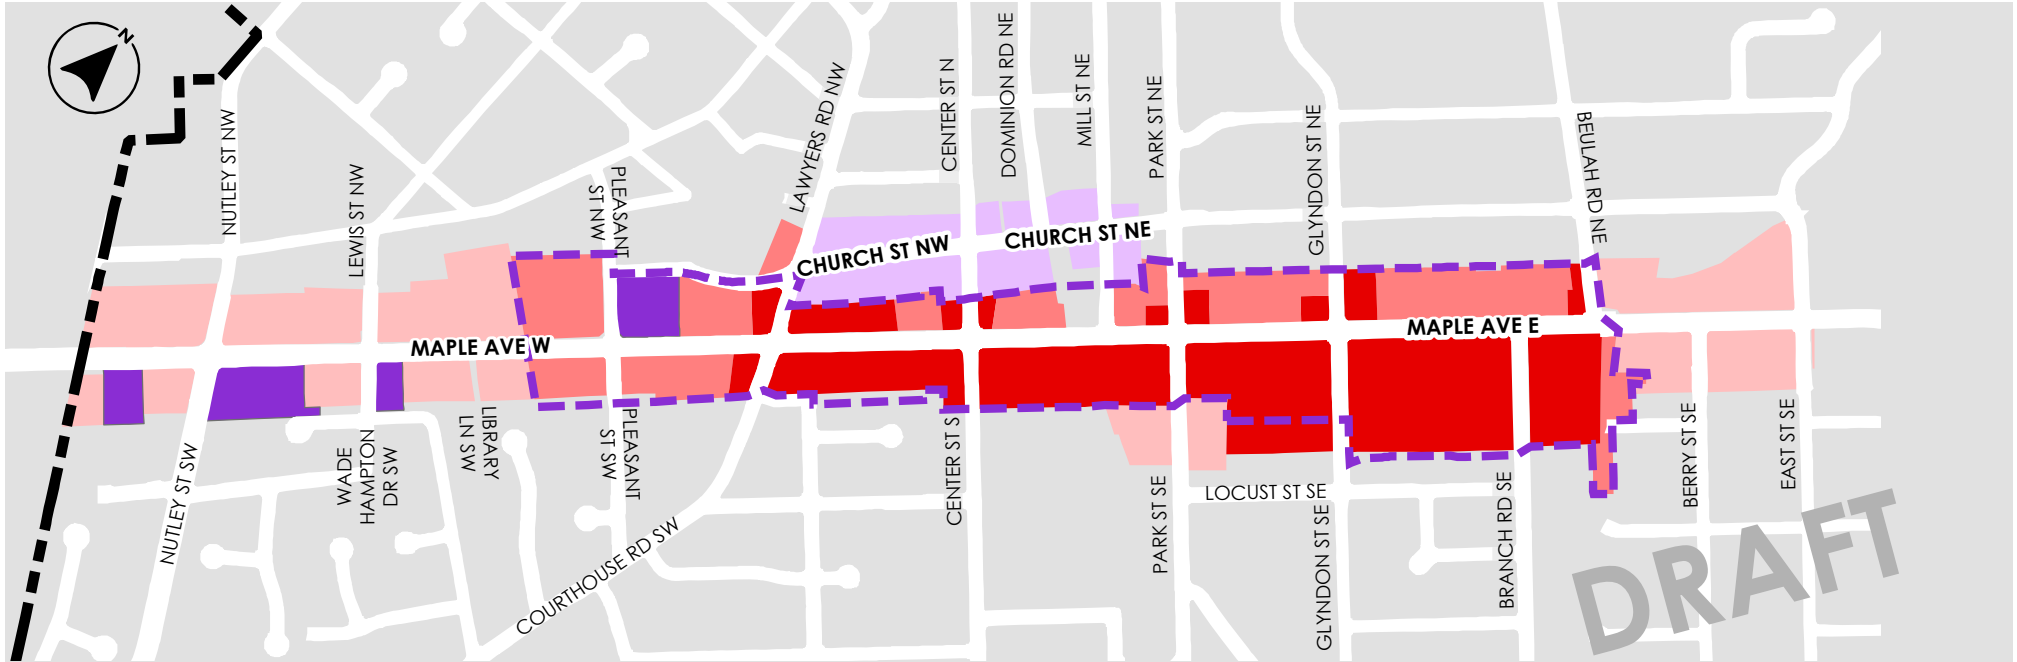 N
NUTLEY ST NW
LEWIS ST NW
PLEASANT
ST NW
LAWYERS RD NW
CENTER ST N
DOMINION RD NE
MILL ST NE
PARK ST NE
GLYNDON ST NE
BEULAH RD NE
CHURCH ST NW
CHURCH ST NE
MAPLE AVE W
MAPLE AVE E
NUTLEY ST SW
WADE
HAMPTON
DR SW
LIBRARY
LN SW
PLEASANT
ST SW
COURTHOUSE RD SW
CENTER ST S
PARK ST SE
LOCUST ST SE
GLYNDON ST SE
BRANCH RD SE
BERRY ST SE
EAST ST SE
DRAFT